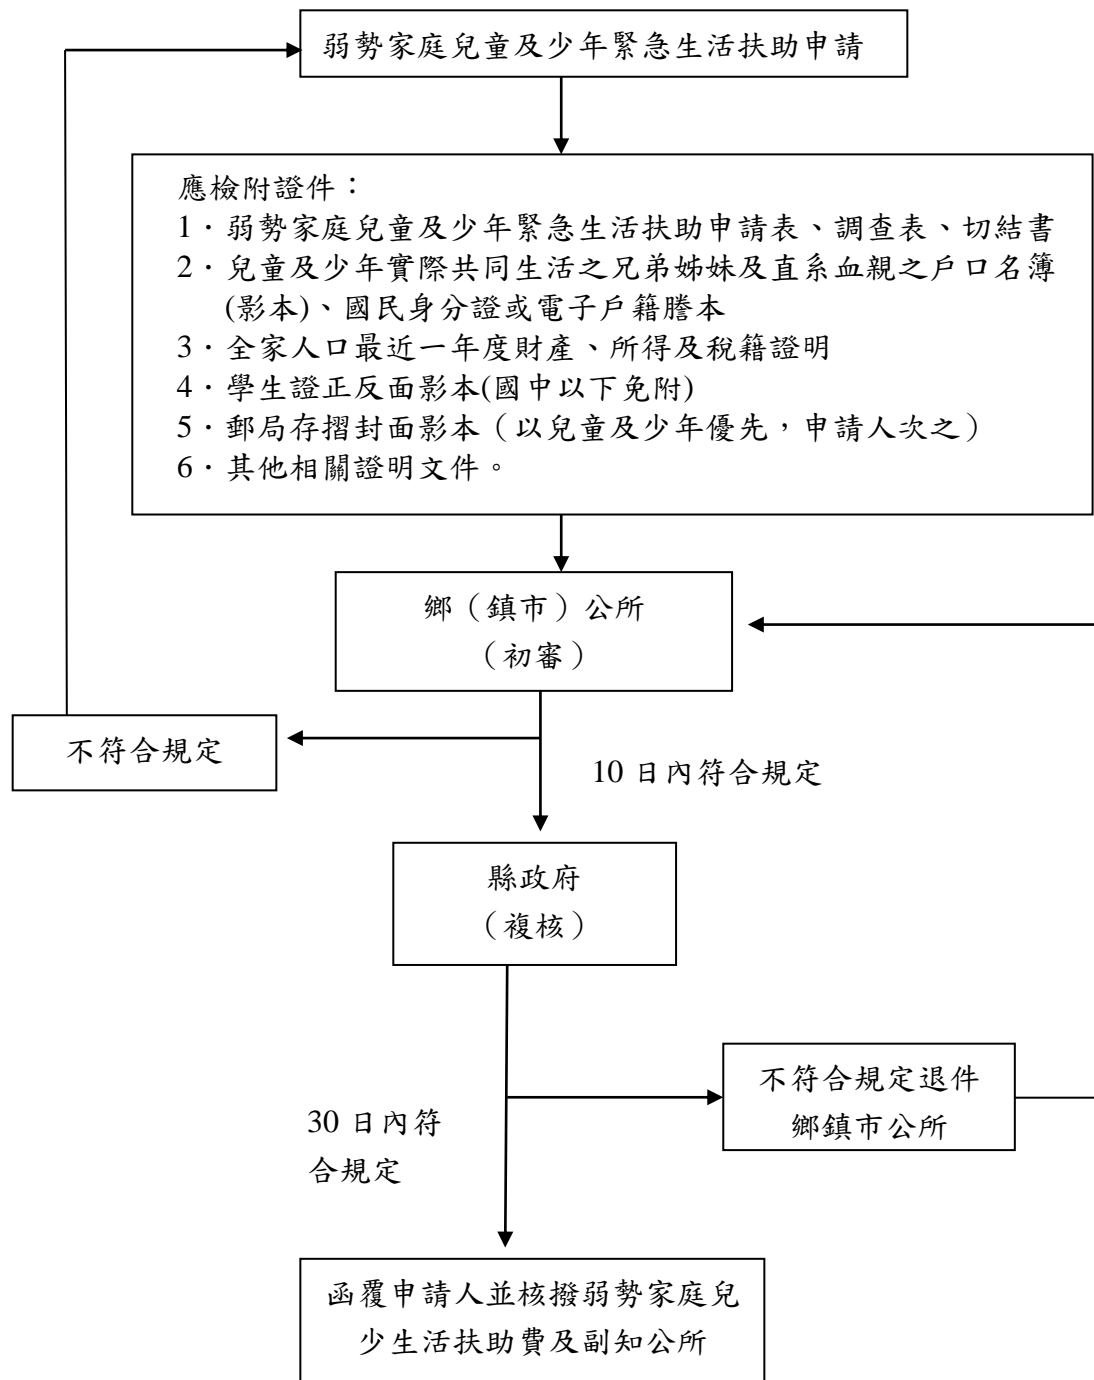 弱勢家庭兒童及少年緊急生活扶助申請
應檢附證件：
1．弱勢家庭兒童及少年緊急生活扶助申請表、調查表、切結書
2．兒童及少年實際共同生活之兄弟姊妹及直系血親之戶口名簿
(影本)、國民身分證或電子戶籍謄本
3．全家人口最近一年度財產、所得及稅籍證明
4．學生證正反面影本(國中以下免附)
5．郵局存摺封面影本（以兒童及少年優先，申請人次之）
6．其他相關證明文件。
鄉（鎮市）公所
（初審）
不符合規定
10 日內符合規定
縣政府
（複核）
不符合規定退件
鄉鎮市公所
30 日內符
合規定
函覆申請人並核撥弱勢家庭兒
少生活扶助費及副知公所